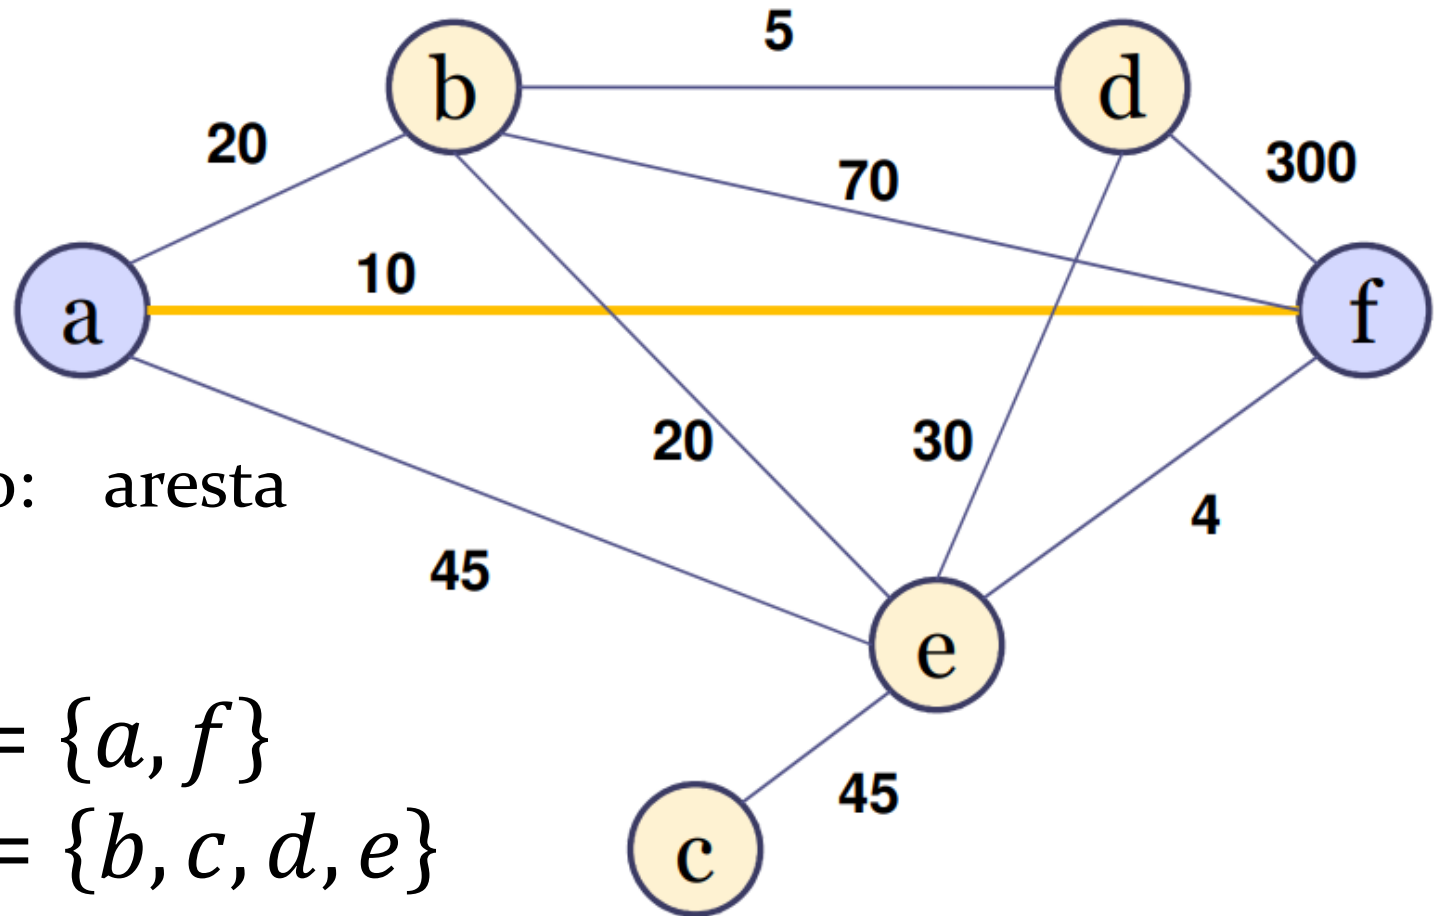 5
b
d
20
70
300
10
a
f
20
30
o: aresta
4
45
e
= {a, f}
45
= {b, c, d, e}
c